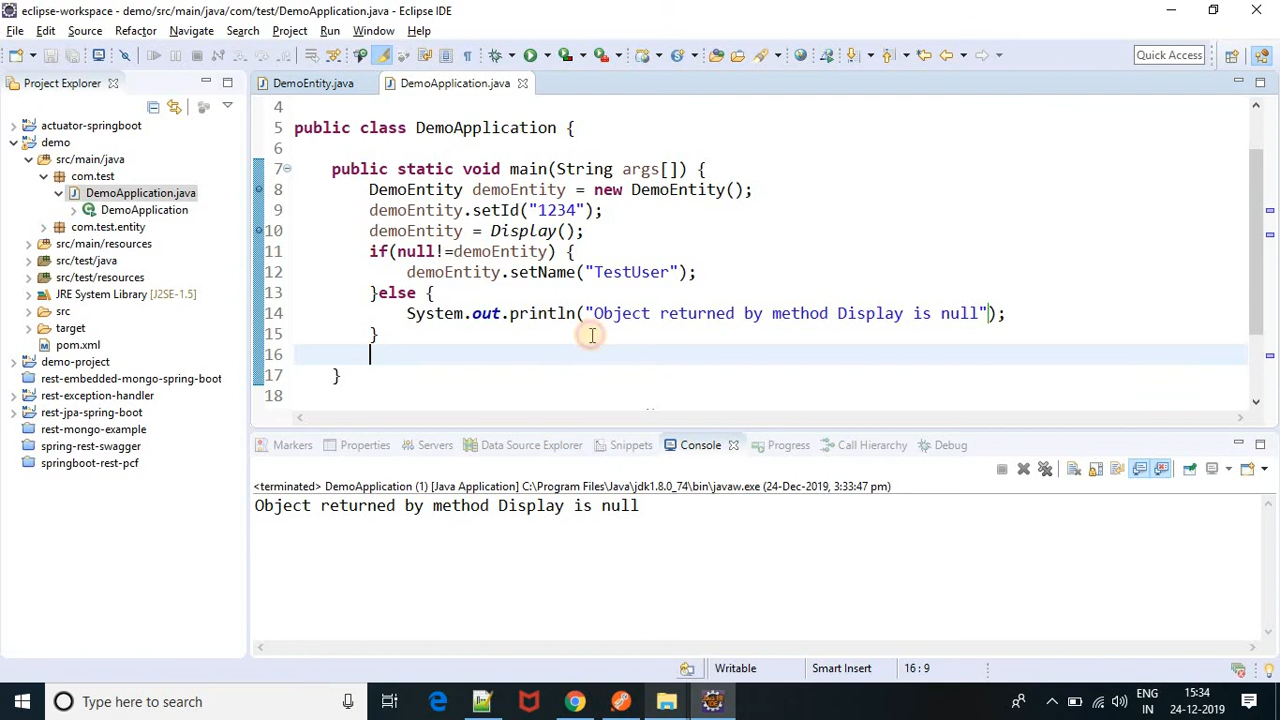 eclipse-workspace - demo/src/main/java/com/test/DemoApplication.java - Eclipse IDE
File Edit Source Refactor Navigate Search Project Run Window Help
Quick Access
Project Explorer
actuator-springboot
demo
src/main/java
com.test
DemoApplication.java
DemoApplication
com.test.entity
src/main/resources
src/test/java
src/test/resources
JRE System Library [J2SE-1.5]
src
target
pom.xml
demo-project
rest-embedded-mongo-spring-boot
rest-exception-handler
rest-jpa-spring-boot
rest-mongo-example
spring-rest-swagger
springboot-rest-pcf
DemoEntity.java DemoApplication.java
4
5 public class DemoApplication {
6
7 public static void main(String args[]) {
8 DemoEntity demoEntity = new DemoEntity();
9 demoEntity.setId("1234");
10 demoEntity = Display();
11 if(null!=demoEntity) {
12 demoEntity.setName("TestUser");
13 }else {
14 System.out.println("Object returned by method Display is null");
15 }
16
17 }
18
Markers Properties Servers Data Source Explorer Snippets Console Progress Call Hierarchy Debug
<terminated> DemoApplication (1) [Java Application] C:\Program Files\Java\jdk1.8.0_74\bin\javaw.exe (24-Dec-2019, 3:33:47 pm)
Object returned by method Display is null
Writable Smart Insert 16 : 9
Type here to search
ENG
IN
15:34
24-12-2019